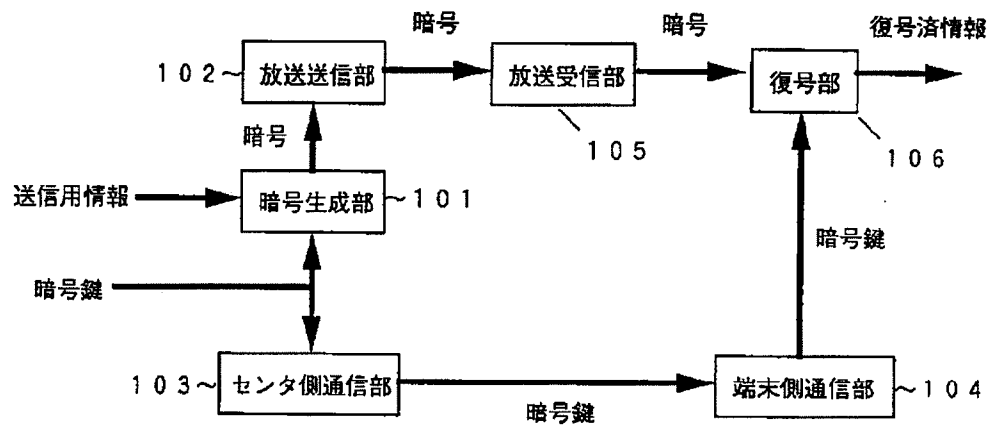 暗号
暗号
復号済情報
102
放送送信部
放送受信部
復号部
暗号
105
106
送信用情報
暗号生成部
101
暗号鍵
暗号鍵
103
センタ側通信部
暗号鍵
端末側通信部
104